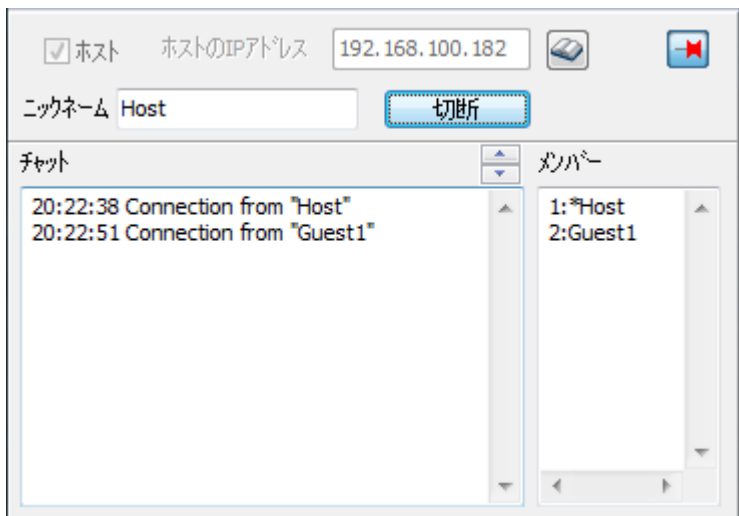 ホスト ホストのIPアドレス 192.168.100.182
ニックネーム Host 切断
チャット メンバー
20:22:38 Connection from "Host"
20:22:51 Connection from "Guest1"
1:*Host
2:Guest1